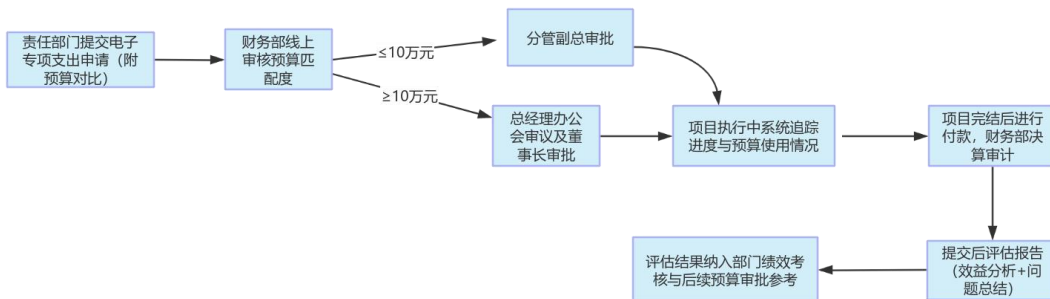 责任部门提交电子
专项支出申请（附
预算对比）
财务部线上
审核预算匹
配度
≤10万元
分管副总审批
≥10万元
总经理办公
会审议及董
事长审批
项目执行中系统追踪
进度与预算使用情况
项目完结后进行
付款，财务部决
算审计
提交后评估报告
（效益分析+问
题总结）
评估结果纳入部门绩效考
核与后续预算审批参考